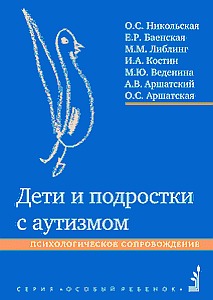 О.С. Никольская
Е.Р. Баенская
М.М. Либлинг
И.А. Костин
М.Ю. Веденина
А.В. Аршатский
О.С. Аршатская
Дети и подростки
с аутизмом
ПСИХОЛОГИЧЕСКОЕ СОПРОВОЖДЕНИЕ
СЕРИЯ «ОСОБЫЙ РЕБЕНОК»